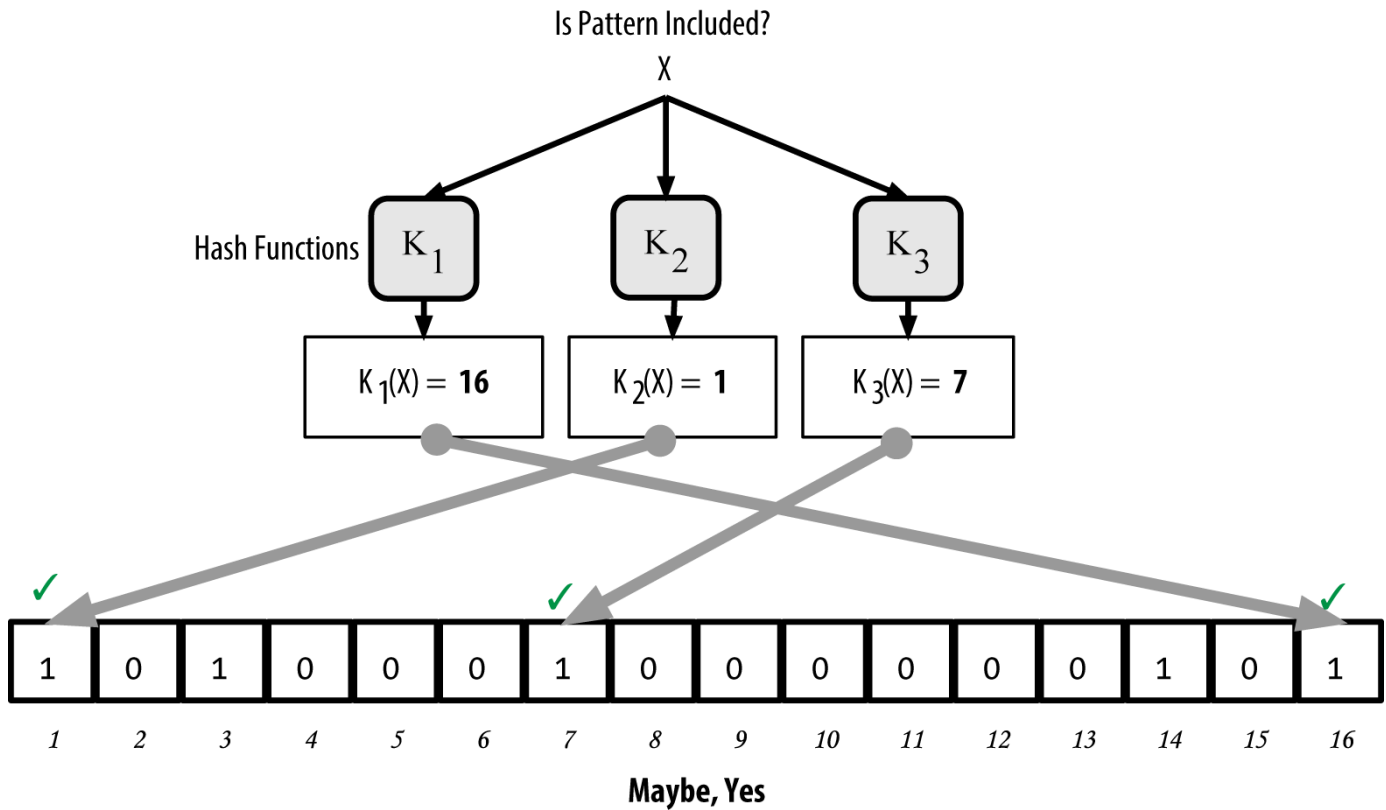 Is Pattern Included?
X
Hash Functions K1 K2 K3
K1(X) = 16 K2(X) = 1 K3(X) = 7
✓ ✓ ✓
1 0 1 0 0 0 1 0 0 0 0 0 0 1 0 1
1 2 3 4 5 6 7 8 9 10 11 12 13 14 15 16
Maybe, Yes